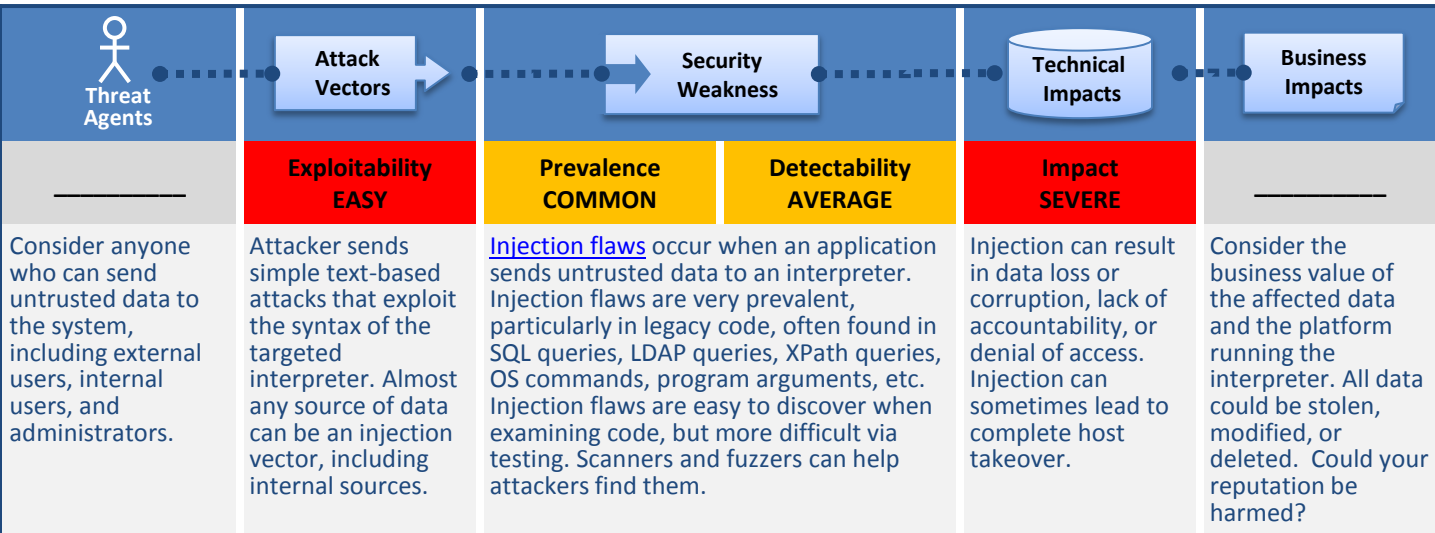 Threat
Agents
Attack
Vectors
Security
Weakness
Technical
Impacts
Business
Impacts
__________
Exploitability
EASY
Prevalence
COMMON
Detectability
AVERAGE
Impact
SEVERE
__________
Consider anyone
who can send
untrusted data to
the system,
including external
users, internal
users, and
administrators.
Attacker sends
simple text-based
attacks that exploit
the syntax of the
targeted
interpreter. Almost
any source of data
can be an injection
vector, including
internal sources.
Injection flaws occur when an application
sends untrusted data to an interpreter.
Injection flaws are very prevalent,
particularly in legacy code, often found in
SQL queries, LDAP queries, XPath queries,
OS commands, program arguments, etc.
Injection flaws are easy to discover when
examining code, but more difficult via
testing. Scanners and fuzzers can help
attackers find them.
Injection can result
in data loss or
corruption, lack of
accountability, or
denial of access.
Injection can
sometimes lead to
complete host
takeover.
Consider the
business value of
the affected data
and the platform
running the
interpreter. All data
could be stolen,
modified, or
deleted.  Could your
reputation be
harmed?